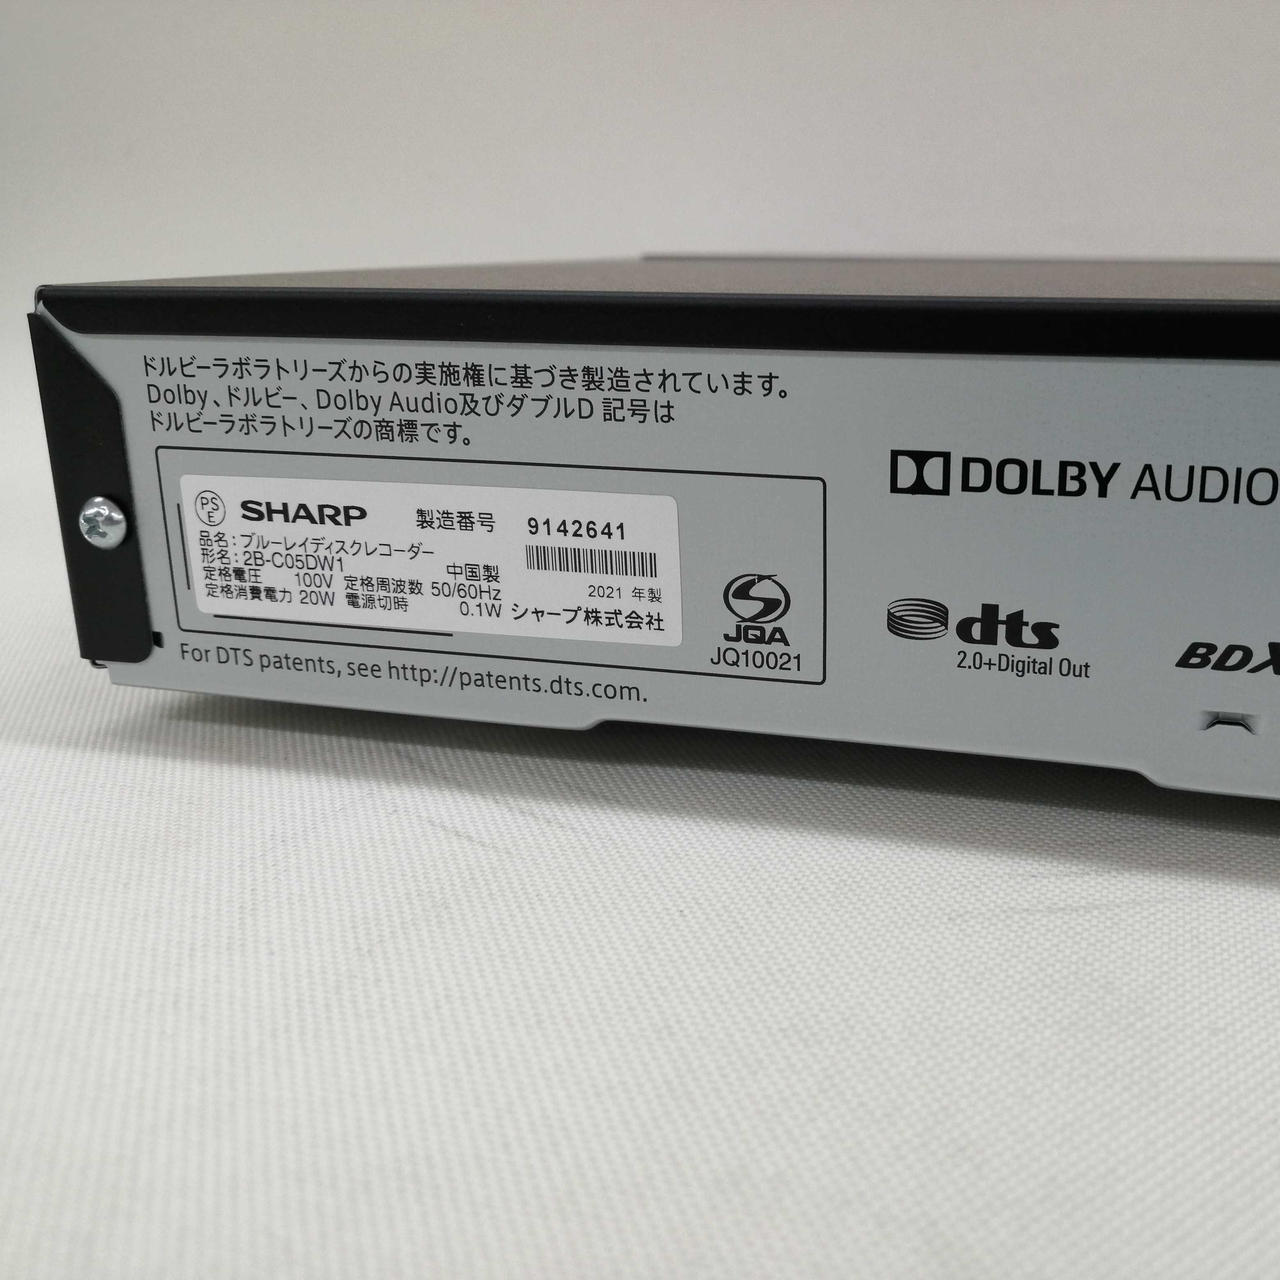 ドルビーラボラトリーズからの実施権に基づき製造されています。
Dolby、ドルビー、Dolby Audio及びダブルD 記号は
ドルビーラボラトリーズの商標です。
PS
E
SHARP 製造番号 9142641
品名：ブルーレイディスクレコーダー
形名：2B-C05DW1 中国製
定格電圧 100V 定格周波数 50/60Hz 2021 年製
定格消費電力 20W 電源切時 0.1W シャープ株式会社
JQA
JQ10021
For DTS patents, see http://patents.dts.com.
DOLBY AUDIO
dts
2.0+Digital Out
BDX